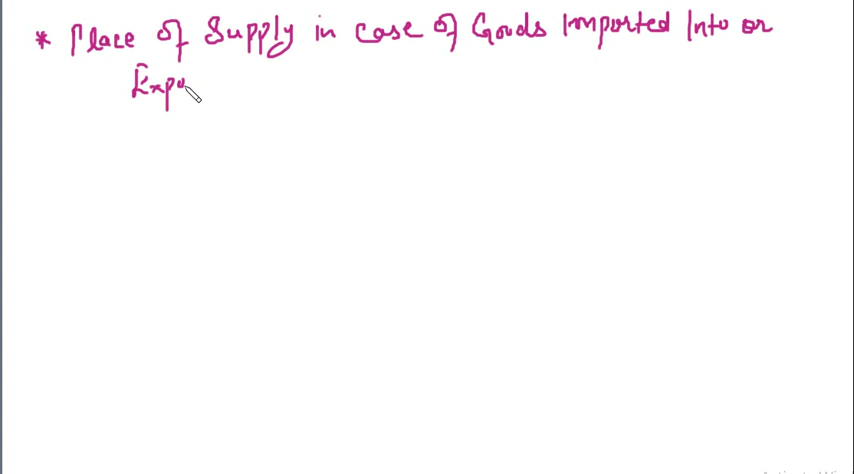 * Place of Supply in case of Goods Imported Into or
Expo